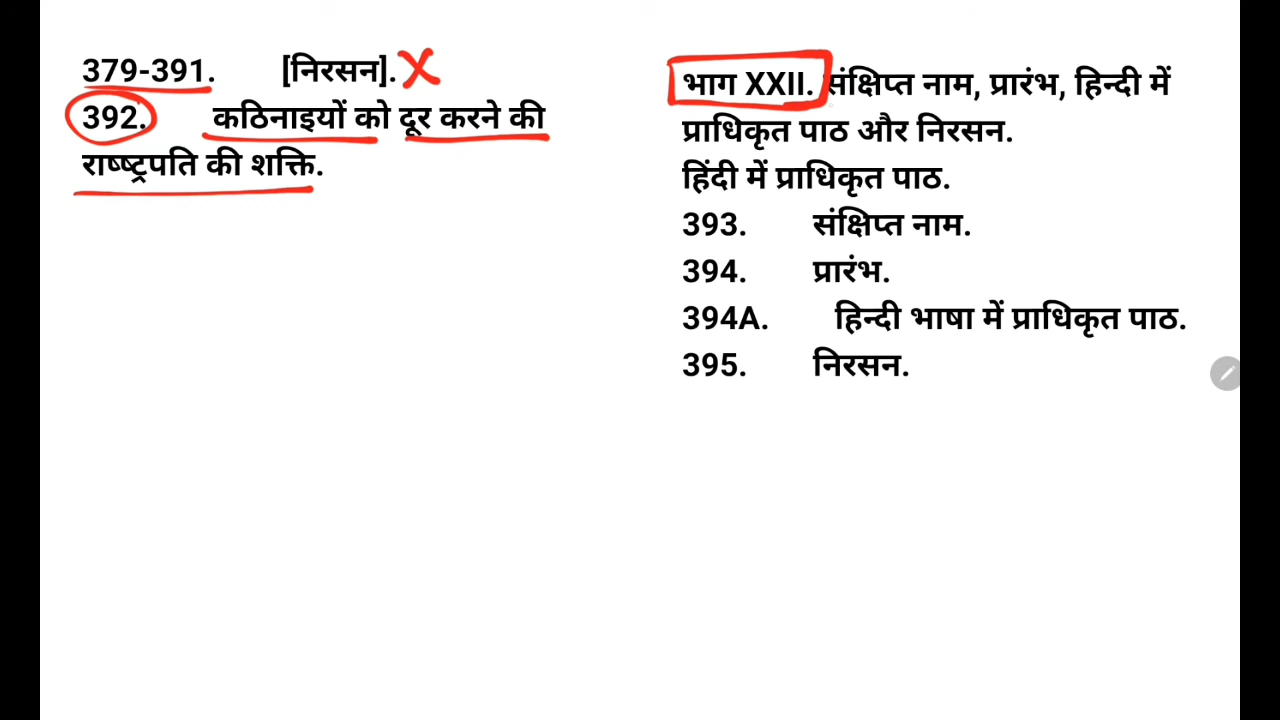 379-391. [निरसन]. X
392. कठिनाइयों को दूर करने की
राष्ष्ट्रपति की शक्ति.
भाग XXII. संक्षिप्त नाम, प्रारंभ, हिन्दी में
प्राधिकृत पाठ और निरसन.
हिंदी में प्राधिकृत पाठ.
393. संक्षिप्त नाम.
394. प्रारंभ.
394A. हिन्दी भाषा में प्राधिकृत पाठ.
395. निरसन.